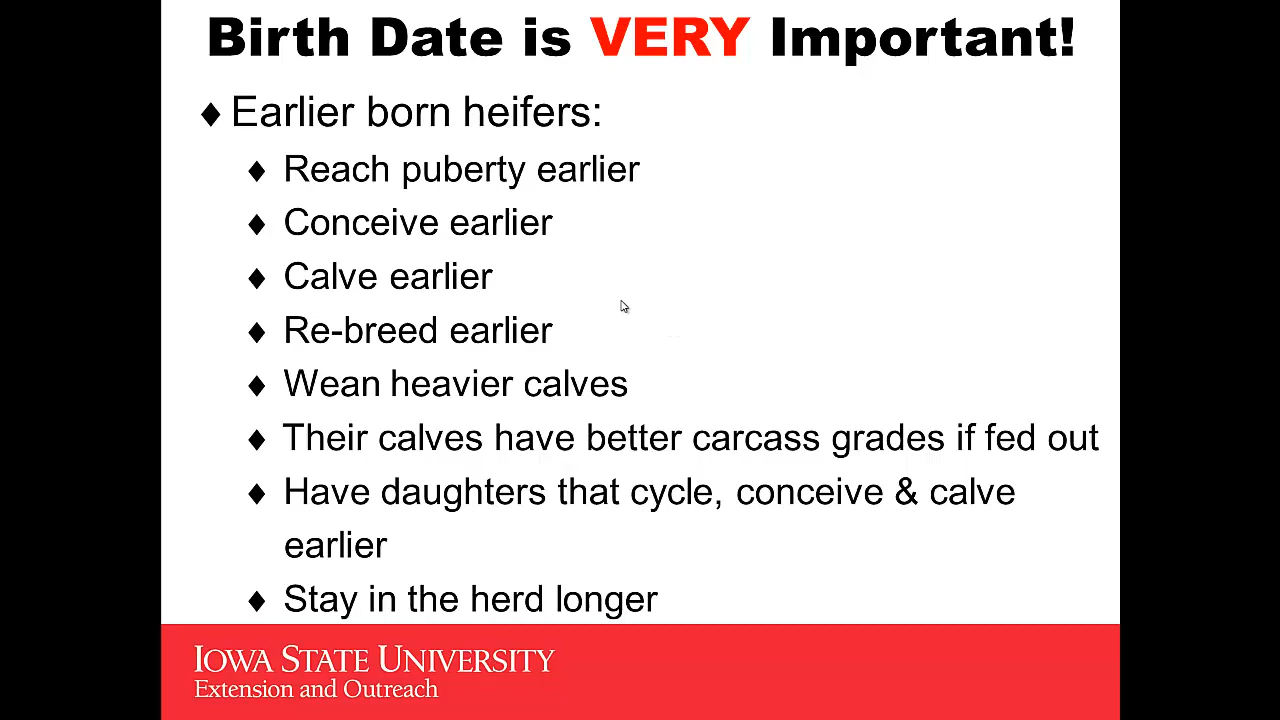 Birth Date is VERY Important!
♦ Earlier born heifers:
♦ Reach puberty earlier
♦ Conceive earlier
♦ Calve earlier
♦ Re-breed earlier
♦ Wean heavier calves
♦ Their calves have better carcass grades if fed out
♦ Have daughters that cycle, conceive & calve
earlier
♦ Stay in the herd longer
IOWA STATE UNIVERSITY
Extension and Outreach